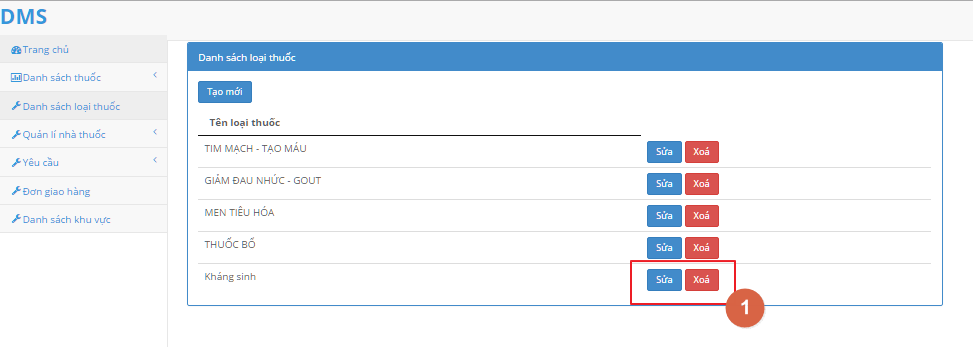 DMS
Trang chủ
Danh sách thuốc
Danh sách loại thuốc
Quản lí nhà thuốc
Yêu cầu
Đơn giao hàng
Danh sách khu vực
Danh sách loại thuốc
Tạo mới
Tên loại thuốc
TIM MẠCH - TẠO MÁU Sửa Xoá
GIẢM ĐAU NHỨC - GOUT Sửa Xoá
MEN TIÊU HÓA Sửa Xoá
THUỐC BỔ Sửa Xoá
Kháng sinh Sửa Xoá
1